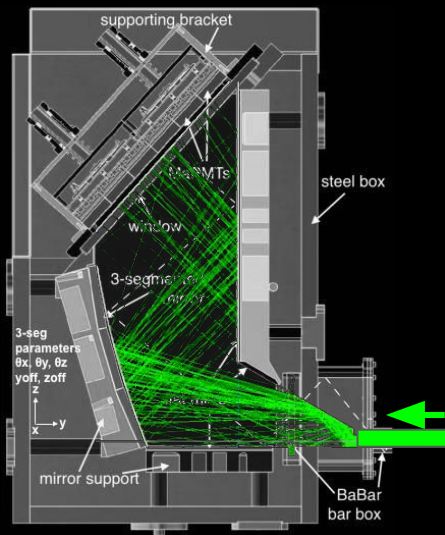 supporting bracket
MaPMTs
steel box
window
3-segmented
mirror
3-seg
parameters
θx, θy, θz
yoff, zoff
z
x
y
mirror support
BaBar
bar box